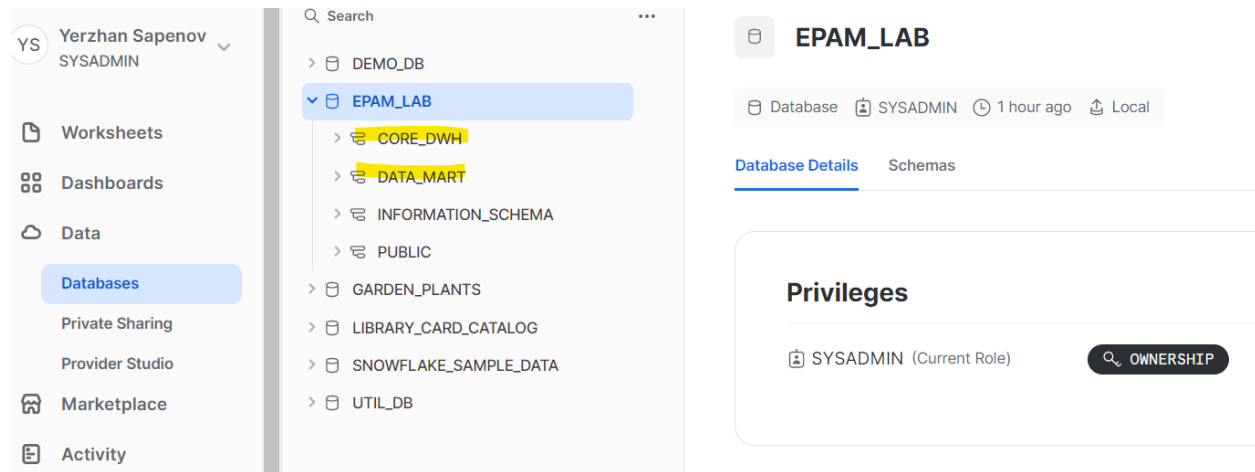 YS
Yerzhan Sapenov
SYSADMIN
Worksheets
Dashboards
Data
Databases
Private Sharing
Provider Studio
Marketplace
Activity
Search
DEMO_DB
EPAM_LAB
CORE_DWH
DATA_MART
INFORMATION_SCHEMA
PUBLIC
GARDEN_PLANTS
LIBRARY_CARD_CATALOG
SNOWFLAKE_SAMPLE_DATA
UTIL_DB
EPAM_LAB
Database SYSADMIN 1 hour ago Local
Database Details Schemas
Privileges
SYSADMIN (Current Role) OWNERSHIP